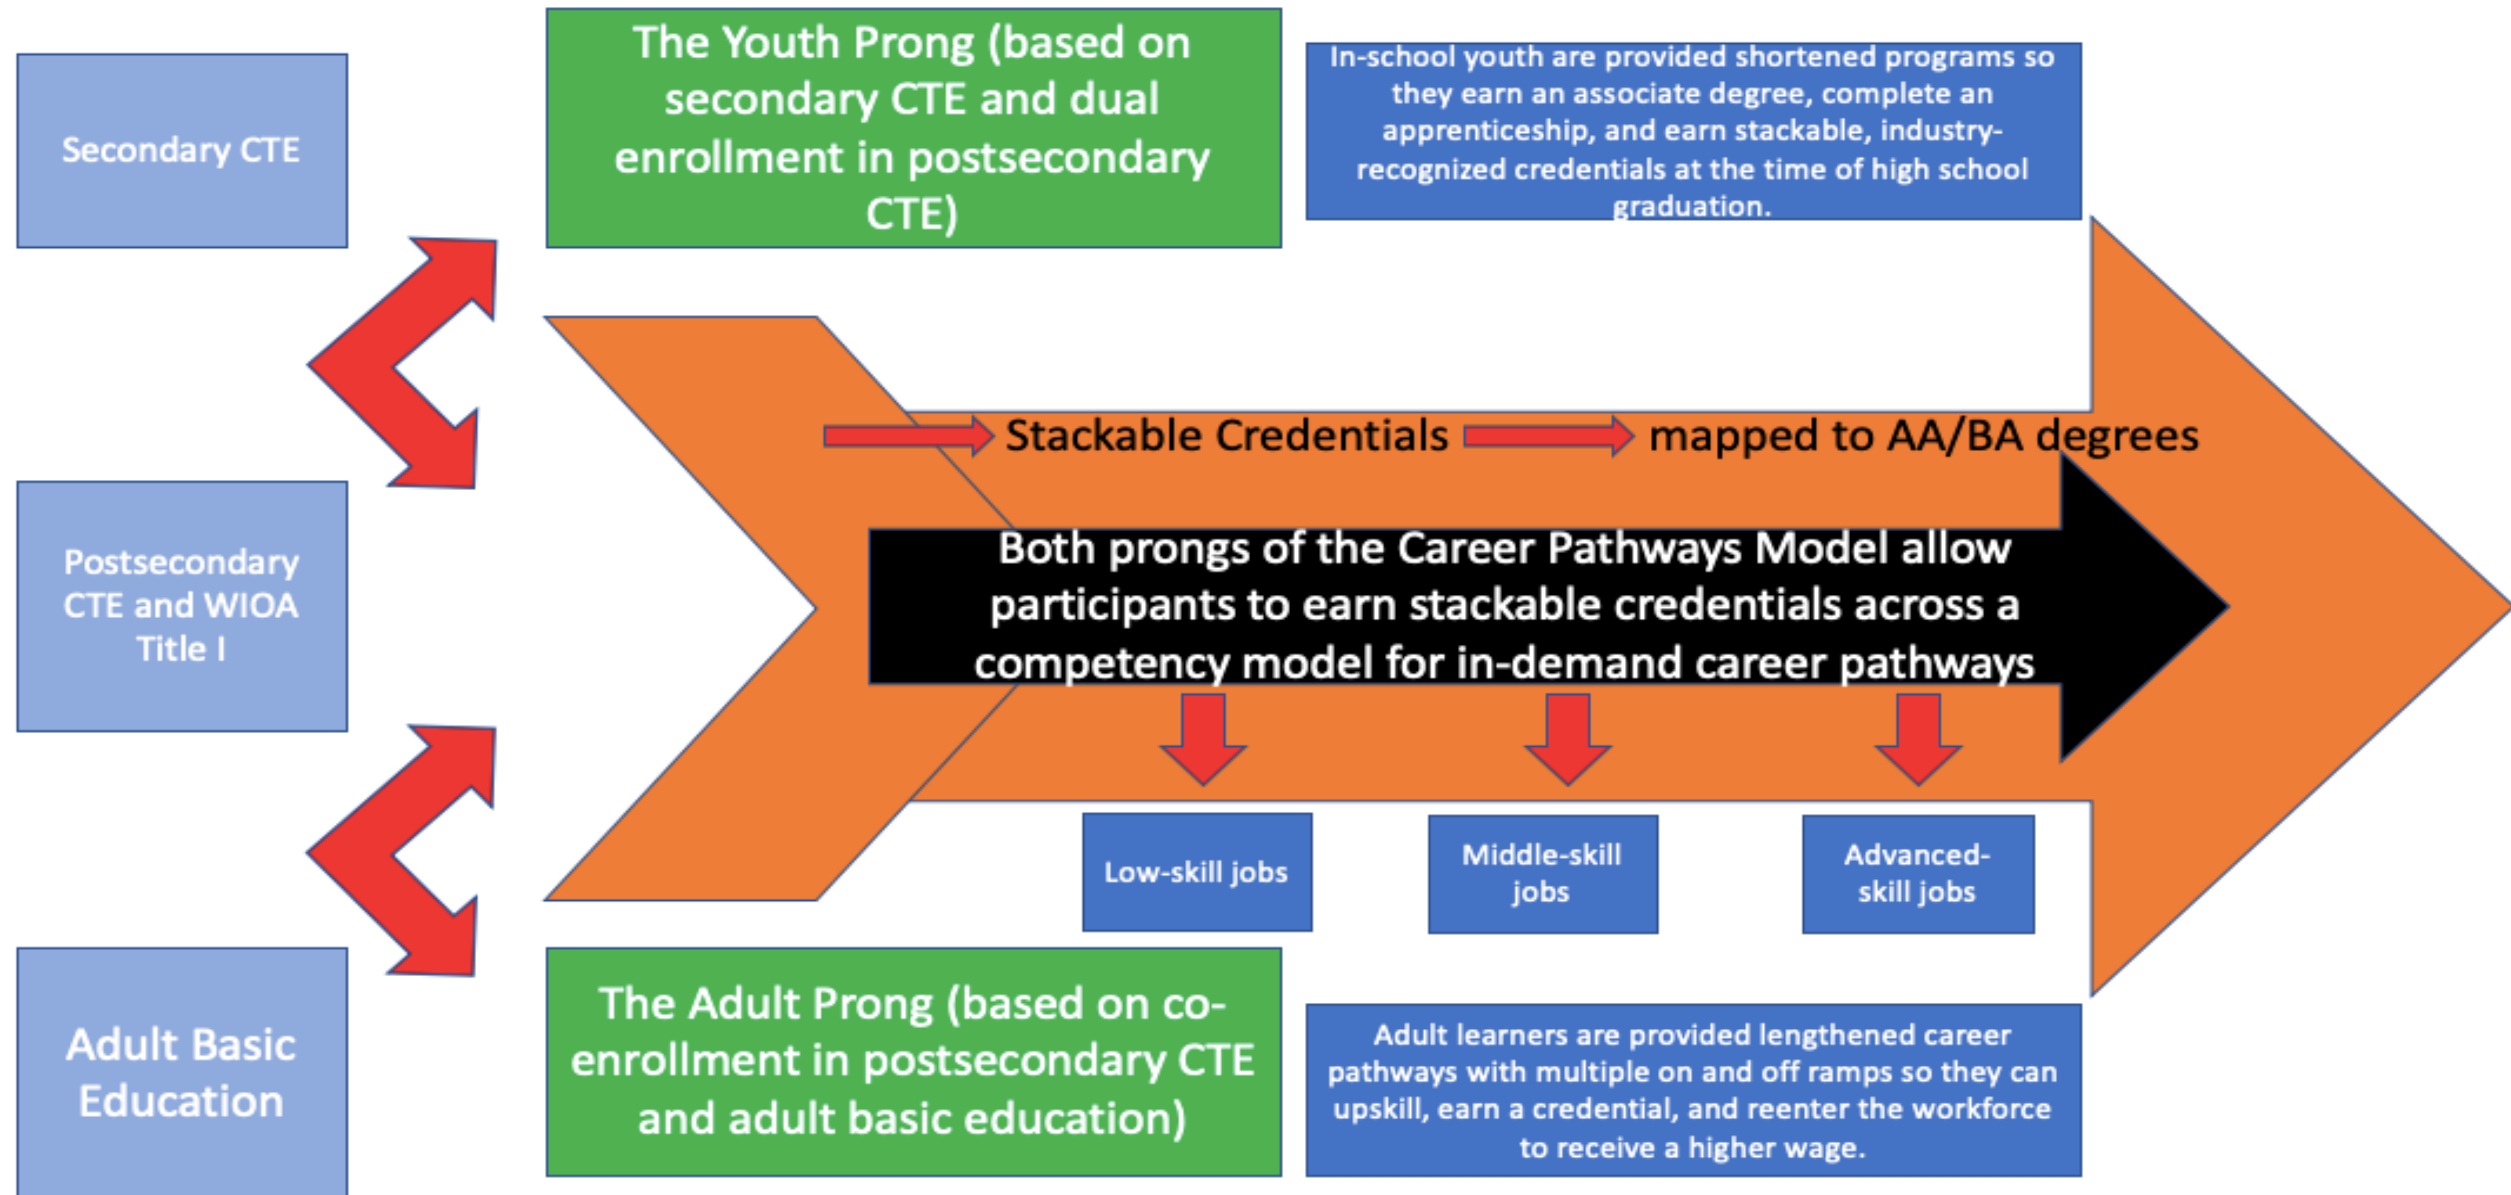 Secondary CTE
The Youth Prong (based on
secondary CTE and dual
enrollment in postsecondary
CTE)
In-school youth are provided shortened programs so
they earn an associate degree, complete an
apprenticeship, and earn stackable, industry-
recognized credentials at the time of high school
graduation.
Stackable Credentials
mapped to AA/BA degrees
Postsecondary
CTE and WIOA
Title I
Both prongs of the Career Pathways Model allow
participants to earn stackable credentials across a
competency model for in-demand career pathways
Low-skill jobs
Middle-skill
jobs
Advanced-
skill jobs
Adult Basic
Education
The Adult Prong (based on co-
enrollment in postsecondary CTE
and adult basic education)
Adult learners are provided lengthened career
pathways with multiple on and off ramps so they can
upskill, earn a credential, and reenter the workforce
to receive a higher wage.